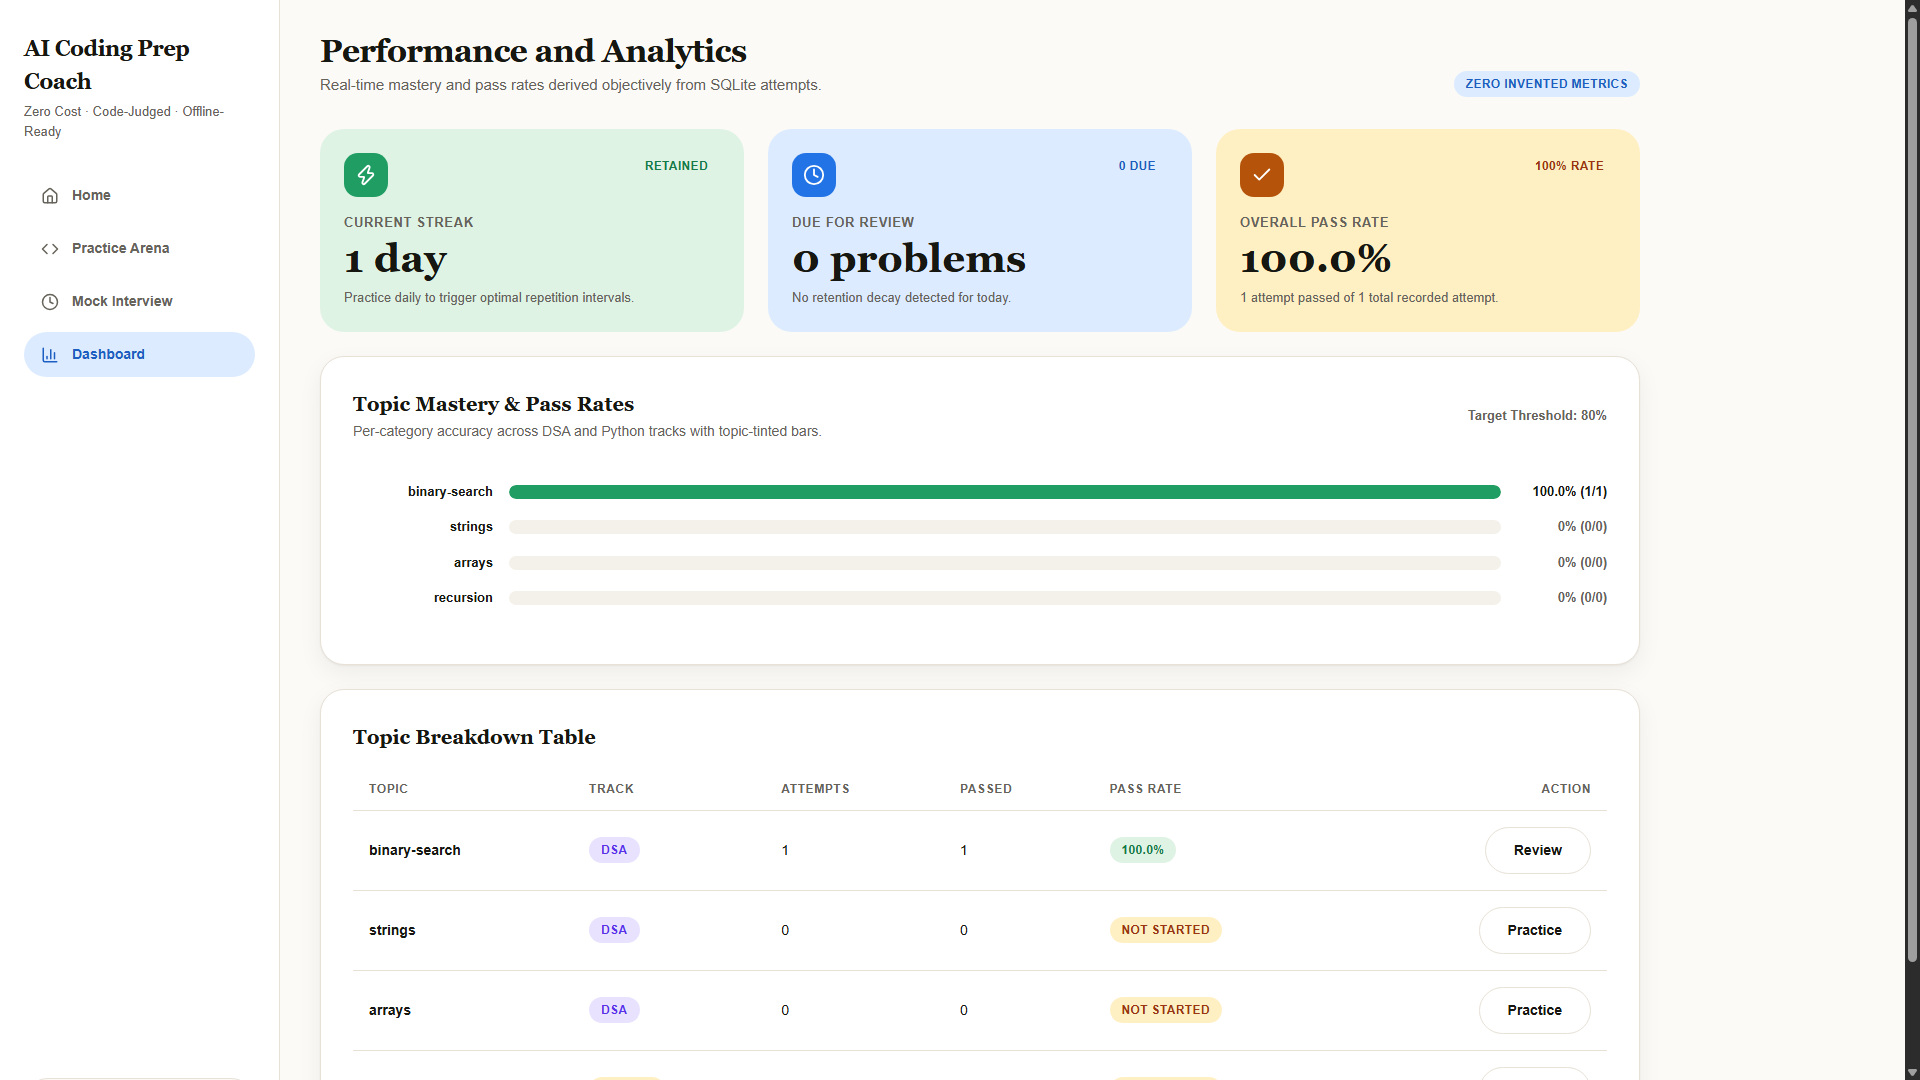 AI Coding Prep
Coach
Zero Cost · Code-Judged · Offline-
Ready
Home
Practice Arena
Mock Interview
Dashboard
Performance and Analytics
Real-time mastery and pass rates derived objectively from SQLite attempts.
ZERO INVENTED METRICS
RETAINED
CURRENT STREAK
1 day
Practice daily to trigger optimal repetition intervals.
0 DUE
DUE FOR REVIEW
0 problems
No retention decay detected for today.
100% RATE
OVERALL PASS RATE
100.0%
1 attempt passed of 1 total recorded attempt.
Topic Mastery & Pass Rates
Per-category accuracy across DSA and Python tracks with topic-tinted bars.
Target Threshold: 80%
binary-search 100.0% (1/1)
strings 0% (0/0)
arrays 0% (0/0)
recursion 0% (0/0)
Topic Breakdown Table
TOPIC TRACK ATTEMPTS PASSED PASS RATE ACTION
binary-search DSA 1 1 100.0% Review
strings DSA 0 0 NOT STARTED Practice
arrays DSA 0 0 NOT STARTED Practice